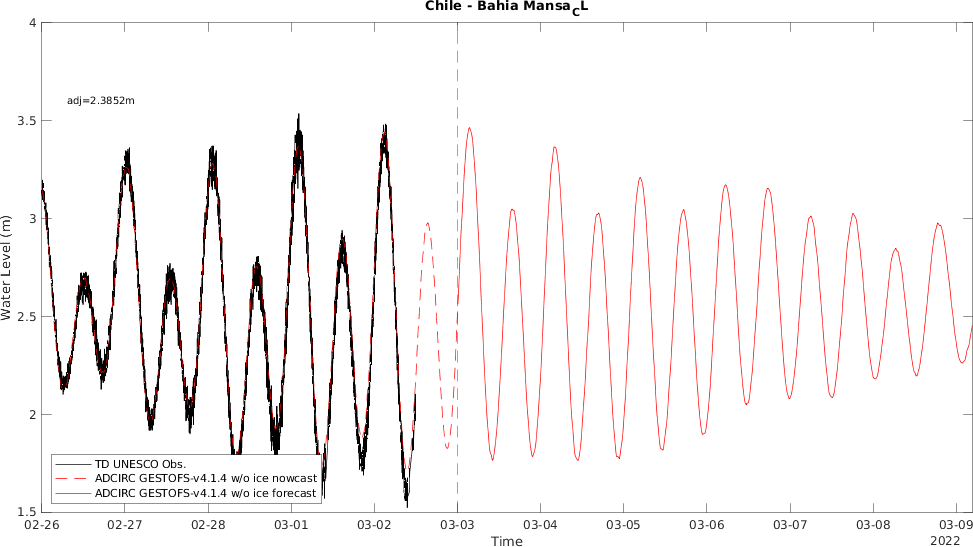 Chile - Bahia Mansa_CL
adj=2.3852m
Water Level (m)
4
3.5
3
2.5
2
1.5
TD UNESCO Obs.
ADCIRC GESTOFS-v4.1.4 w/o ice nowcast
ADCIRC GESTOFS-v4.1.4 w/o ice forecast
02-26 02-27 02-28 03-01 03-02 03-03 03-04 03-05 03-06 03-07 03-08 03-09
Time
2022